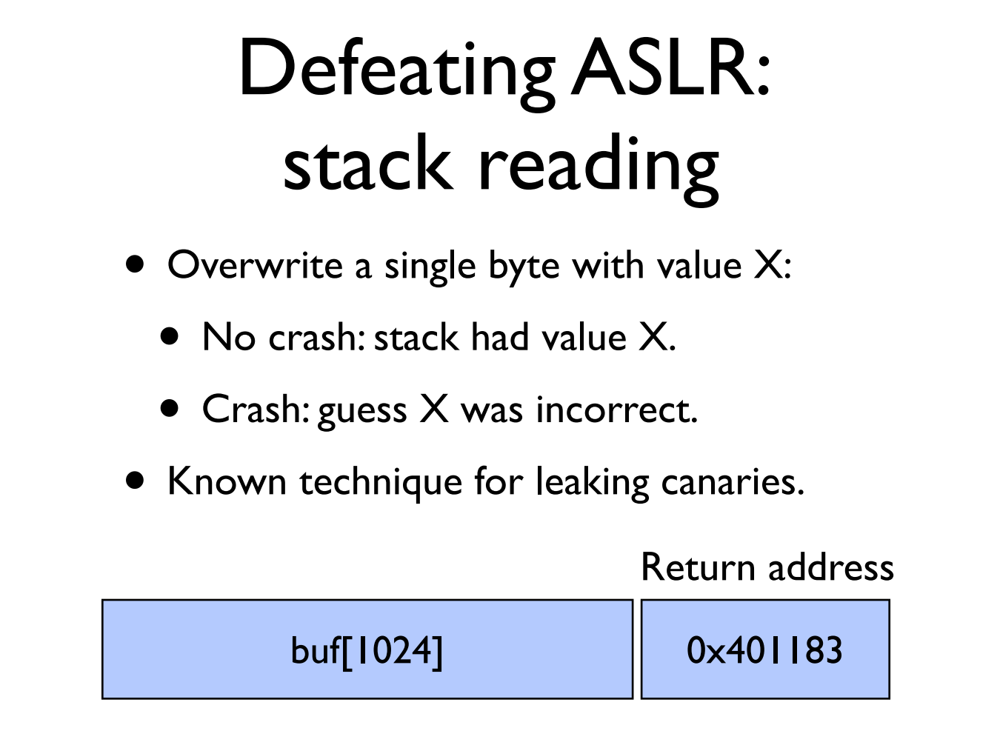 Defeating ASLR:
stack reading
• Overwrite a single byte with value X:
• No crash: stack had value X.
• Crash: guess X was incorrect.
• Known technique for leaking canaries.
Return address
buf[1024]
0x401183